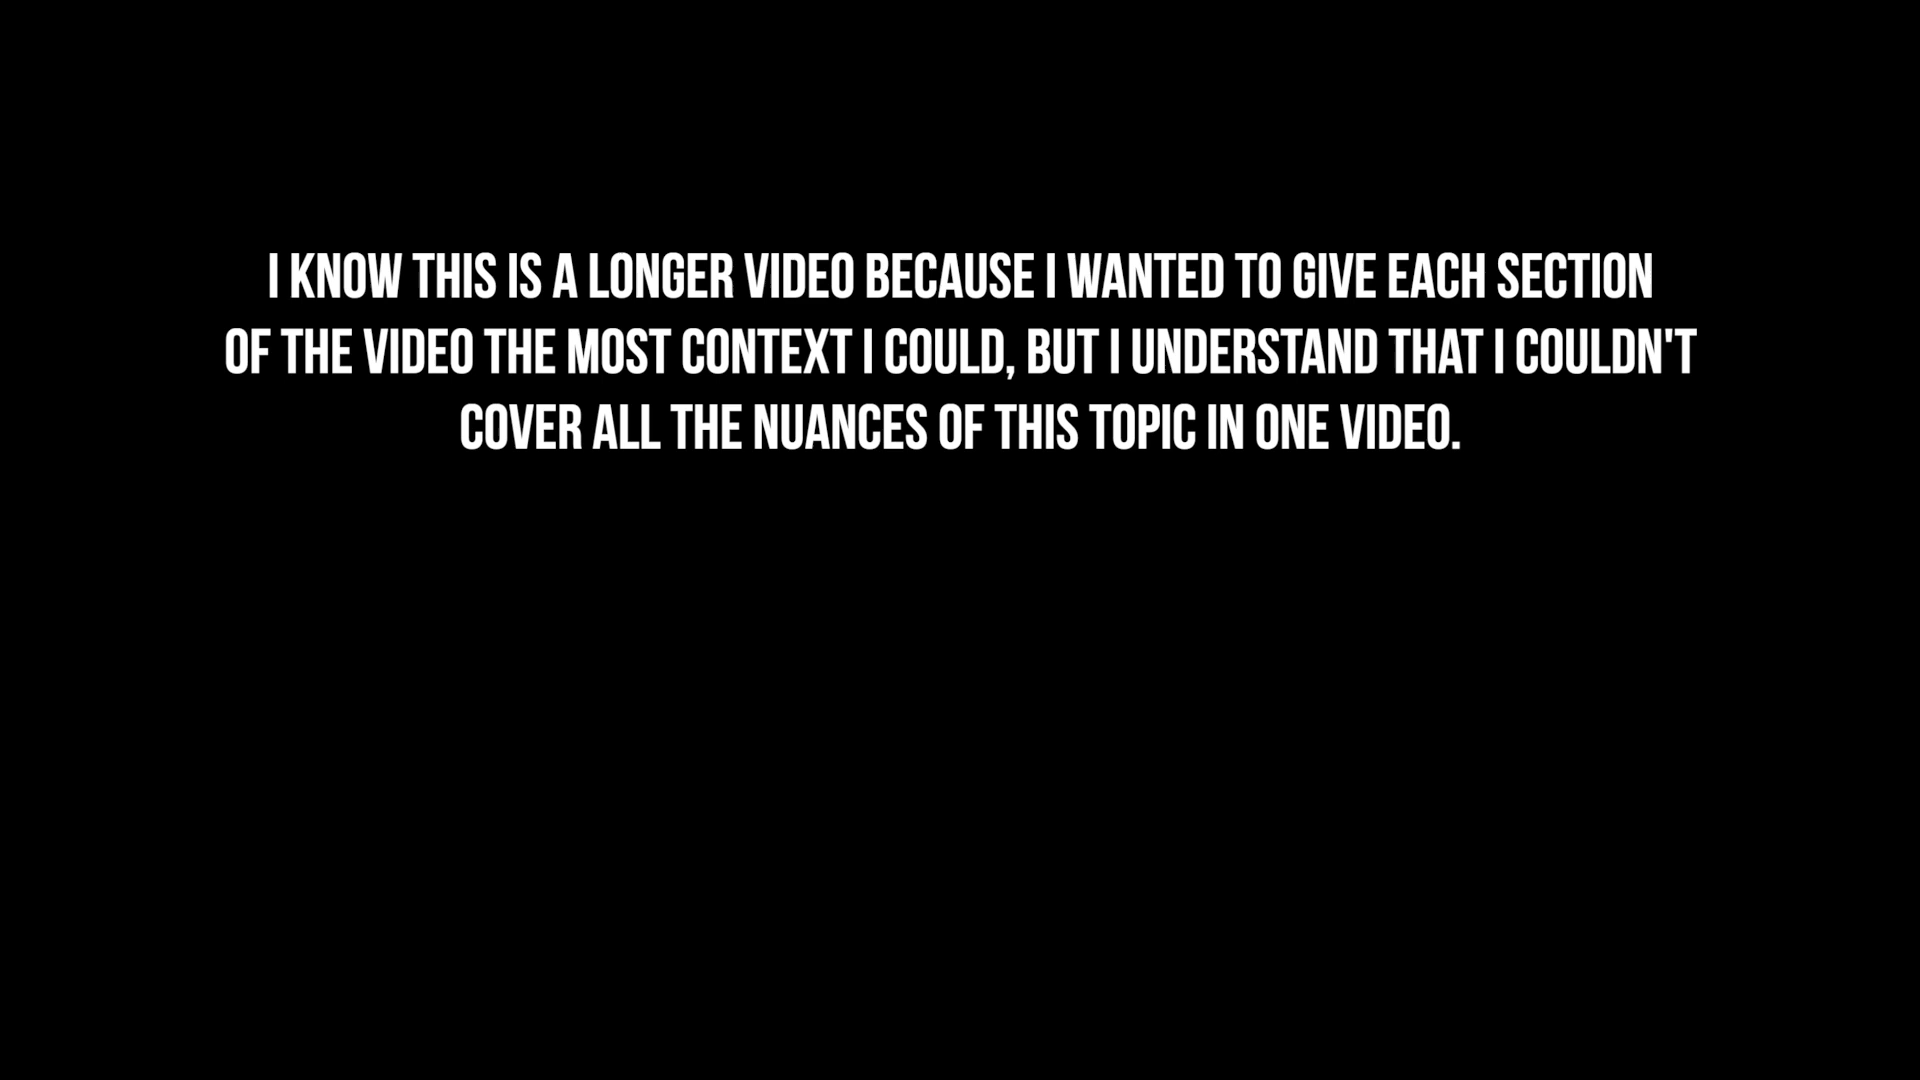 I KNOW THIS IS A LONGER VIDEO BECAUSE I WANTED TO GIVE EACH SECTION
OF THE VIDEO THE MOST CONTEXT I COULD, BUT I UNDERSTAND THAT I COULDN'T
COVER ALL THE NUANCES OF THIS TOPIC IN ONE VIDEO.